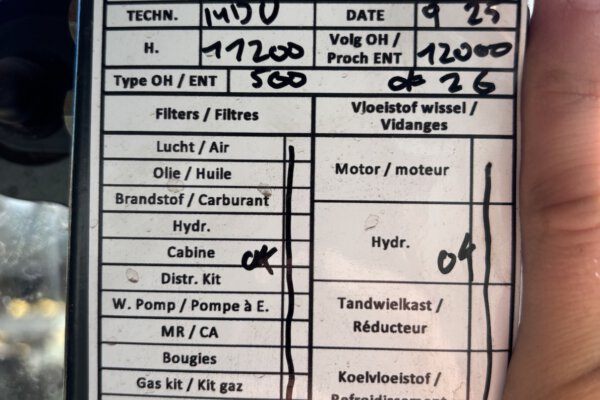 TECHN. DATE 9 25
H. 11200 Volg OH / Proch ENT 12000
Type OH / ENT 500 26
Filters / Filtres Vloeistof wissel / Vidanges
Lucht / Air
Olie / Huile
Motor / moteur
Brandstof / Carburant
Hydr.
Hydr.
Cabine OK
OK
Distr. Kit
W. Pomp / Pompe à E.
Tandwielkast / Réducteur
MR / CA
Bougies
Gas kit / Kit gaz
Koelvloeistof /
Refroidissement